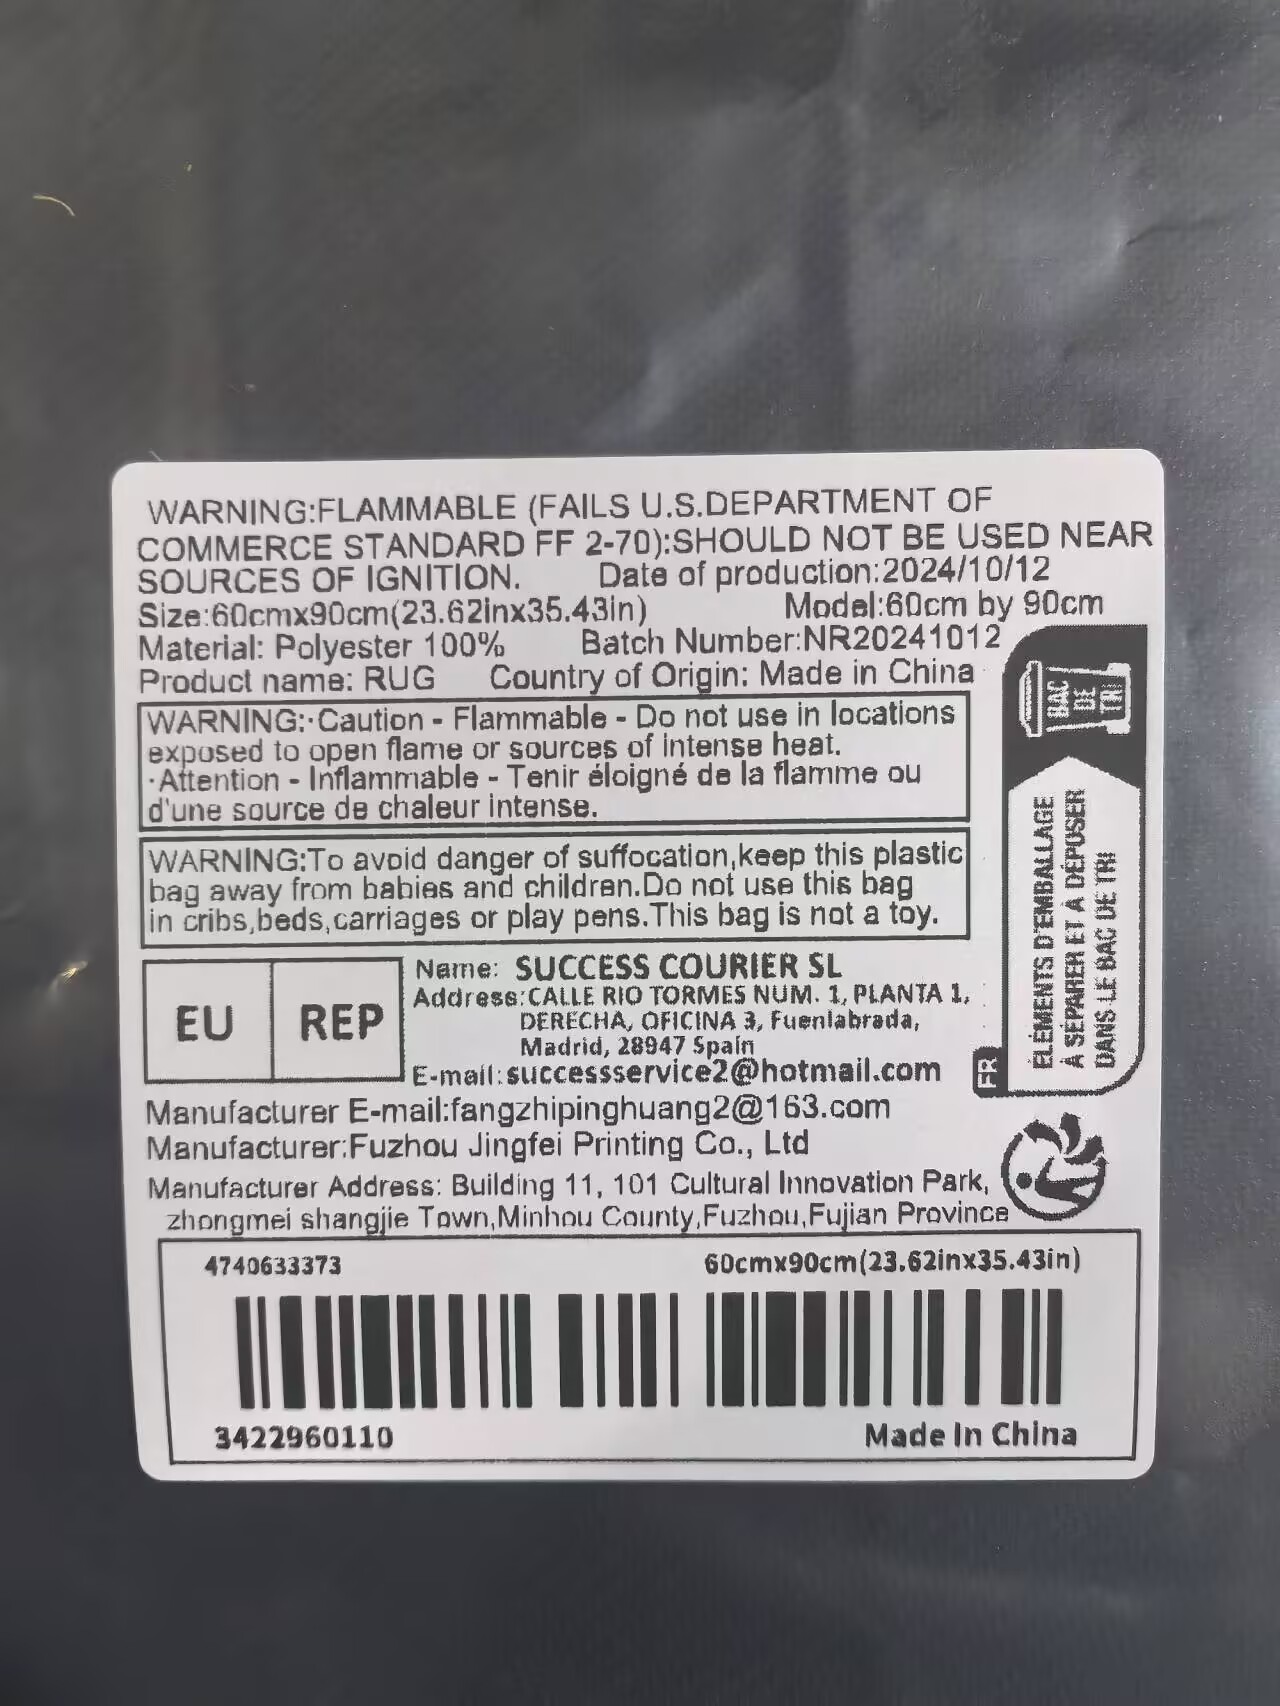 WARNING:FLAMMABLE (FAILS U.S.DEPARTMENT OF
COMMERCE STANDARD FF 2-70):SHOULD NOT BE USED NEAR
SOURCES OF IGNITION. Date of production:2024/10/12
Size:60cmx90cm(23.62inx35.43in) Model:60cm by 90cm
Material: Polyester 100% Batch Number:NR20241012
Product name: RUG Country of Origin: Made in China
WARNING:·Caution - Flammable - Do not use in locations
exposed to open flame or sources of intense heat.
·Attention - Inflammable - Tenir éloigné de la flamme ou
d'une source de chaleur intense.
WARNING:To avoid danger of suffocation,keep this plastic
bag away from babies and children.Do not use this bag
in cribs,beds,carriages or play pens.This bag is not a toy.
BAC
DE
TRI
ÉLÉMENTS D'EMBALLAGE
À SÉPARER ET À DÉPOSER
DANS LE BAC DE TRI
FR
EU REP
Name: SUCCESS COURIER SL
Address:CALLE RIO TORMES NUM. 1, PLANTA 1,
DERECHA, OFICINA 3, Fuenlabrada,
Madrid, 28947 Spain
E-mail:successservice2@hotmail.com
Manufacturer E-mail:fangzhipinghuang2@163.com
Manufacturer:Fuzhou Jingfei Printing Co., Ltd
Manufacturer Address: Building 11, 101 Cultural Innovation Park,
zhongmei shangjie Town,Minhou County,Fuzhou,Fujian Province
4740633373 60cmx90cm(23.62inx35.43in)
3422960110 Made In China